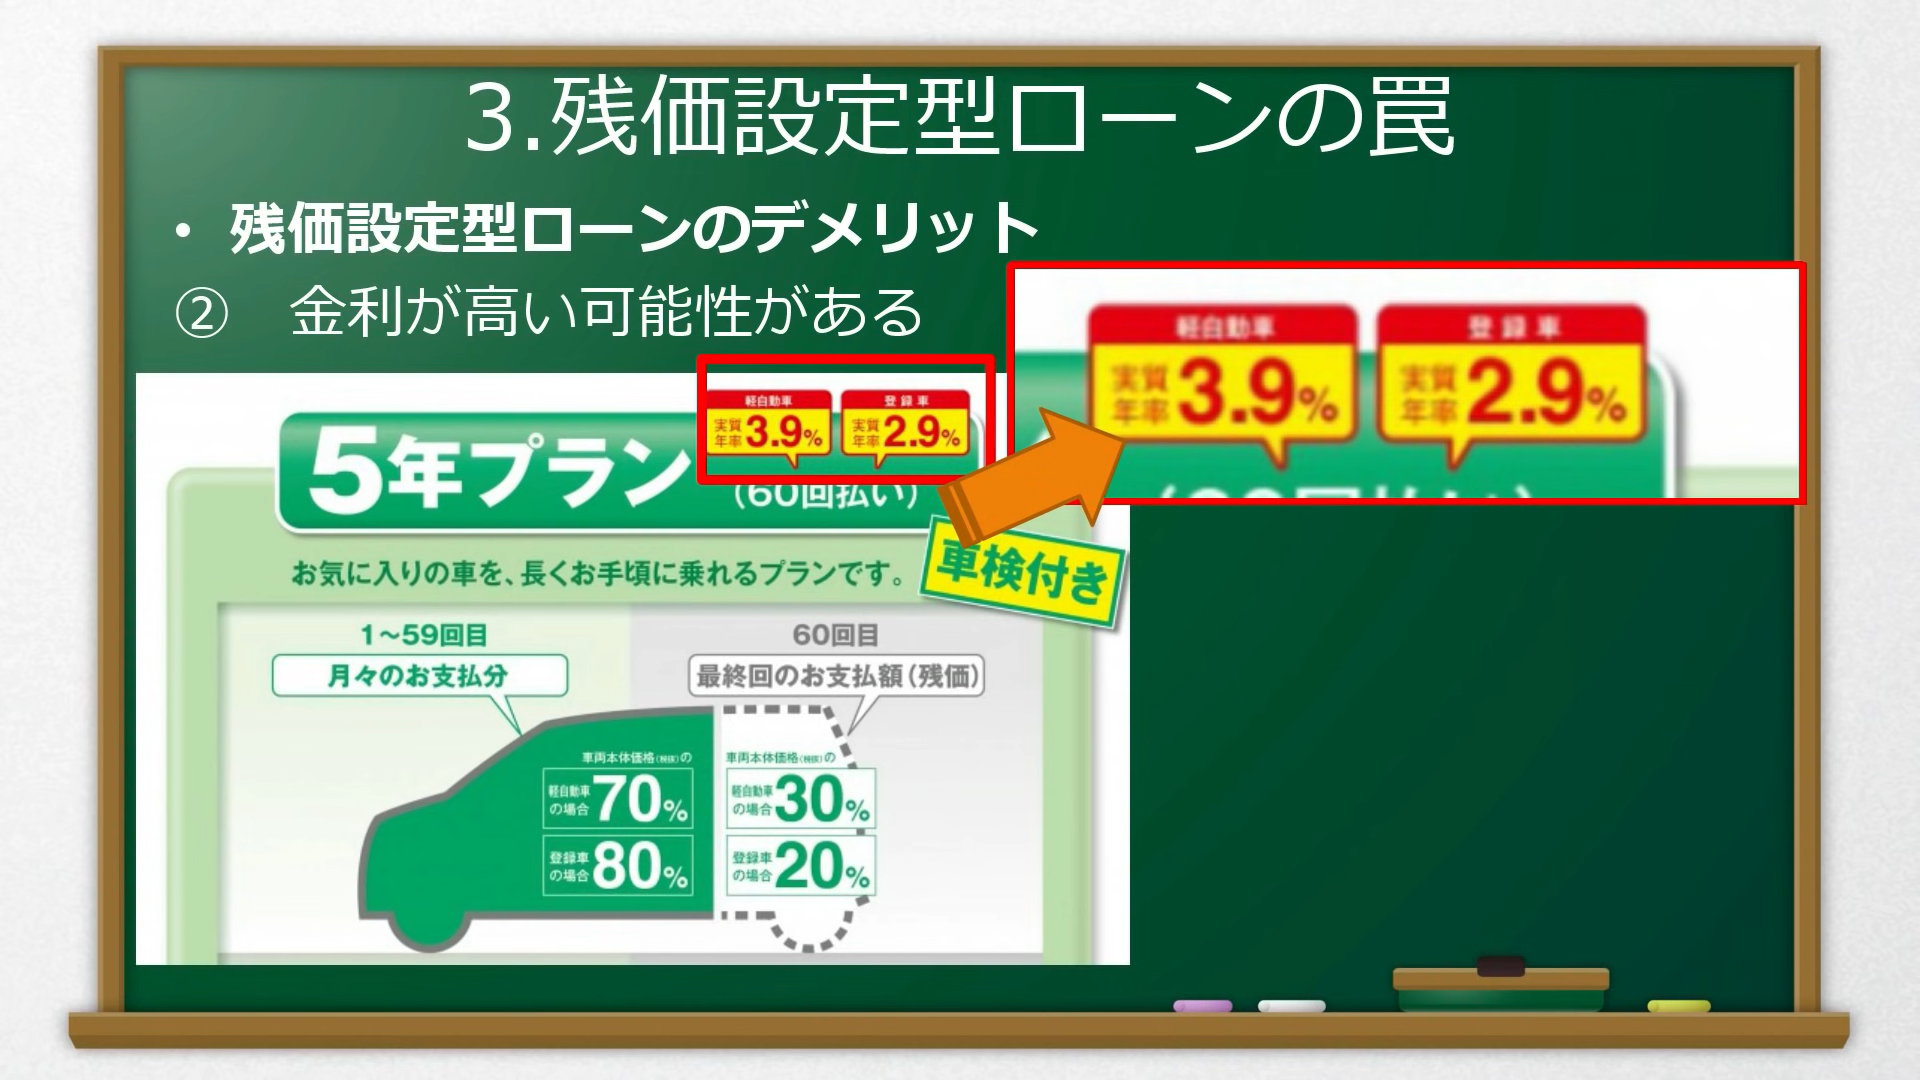 3.残価設定型ローンの罠
• 残価設定型ローンのデメリット
② 金利が高い可能性がある
軽自動車
実質年率3.9%
登録車
実質年率2.9%
軽自動車
実質年率3.9%
登録車
実質年率2.9%
5年プラン
(60回払い)
車検付き
お気に入りの車を、長くお手頃に乗れるプランです。
1~59回目
月々のお支払分
60回目
最終回のお支払額(残価)
車両本体価格(税抜)の
軽自動車の場合70%
登録車の場合80%
車両本体価格(税抜)の
軽自動車の場合30%
登録車の場合20%